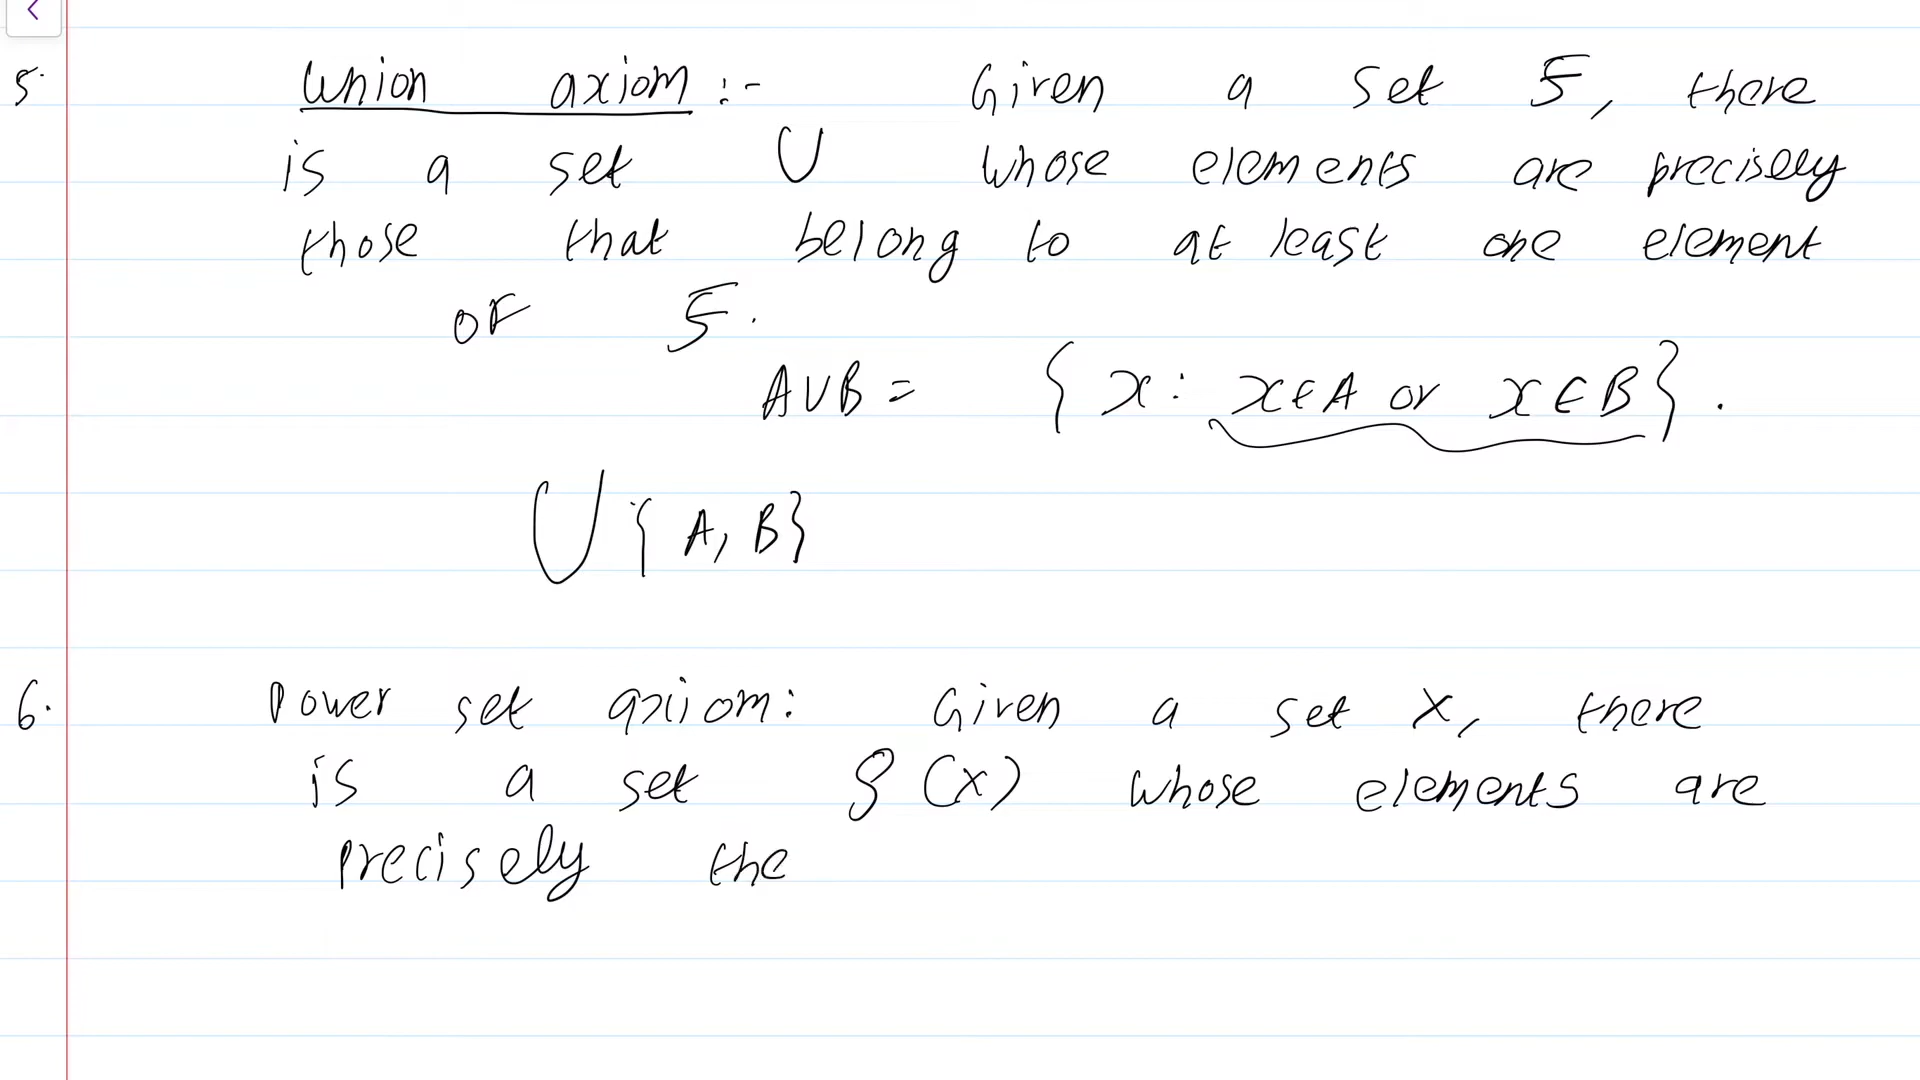 5. Union axiom :- Given a set F, there
is a set U whose elements are precisely
those that belong to at least one element
of F.
A∪B = { x : x∈A or x∈B } .
∪ { A, B }
6. Power set axiom: Given a set X, there
is a set ℘(X) whose elements are
precisely the